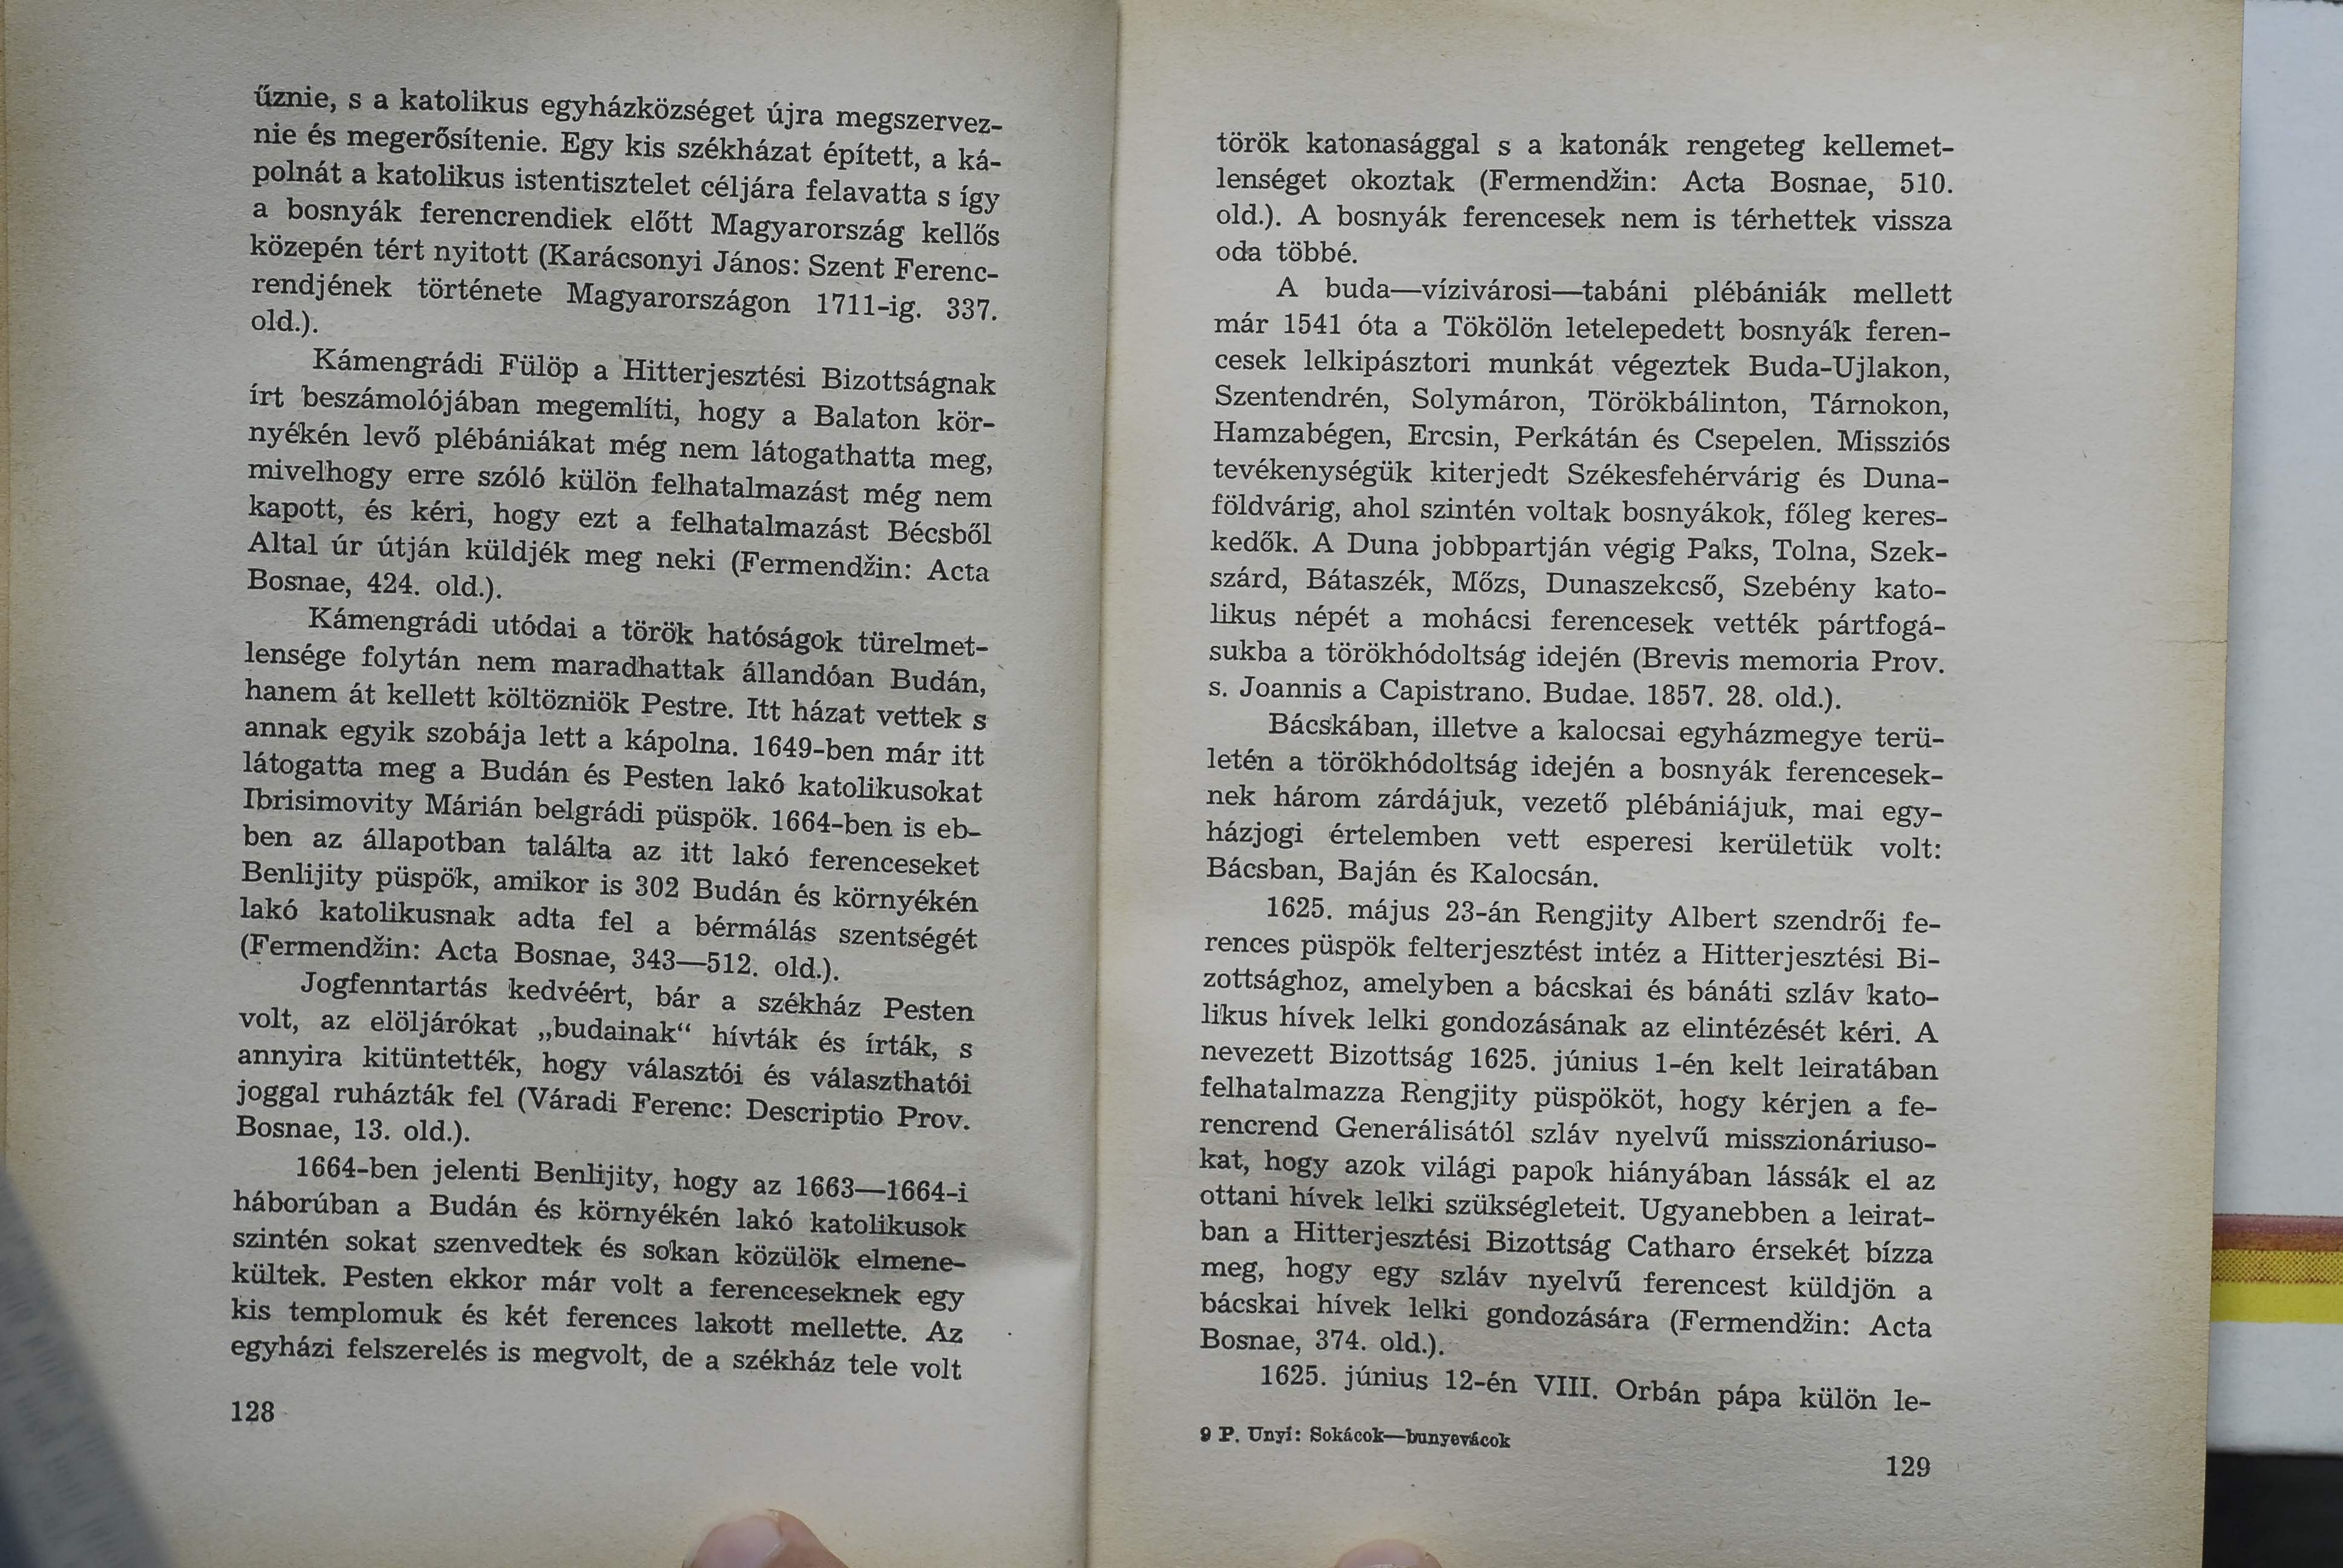 űznie, s a katolikus egyházközséget újra megszervez-
nie és megerősítenie. Egy kis székházat épített, a ká-
polnát a katolikus istentisztelet céljára felavatta s így
a bosnyák ferencrendiek előtt Magyarország kellős
közepén tért nyitott (Karácsonyi János: Szent Ferenc-
rendjének története Magyarországon 1711-ig. 337.
old.).
Kámengrádi Fülöp a Hitterjesztési Bizottságnak
írt beszámolójában megemlíti, hogy a Balaton kör-
nyékén levő plébániákat még nem látogathatta meg,
mivelhogy erre szóló külön felhatalmazást még nem
kapott, és kéri, hogy ezt a felhatalmazást Bécsből
Altal úr útján küldjék meg neki (Fermendžin: Acta
Bosnae, 424. old.).
Kámengrádi utódai a török hatóságok türelmet-
lensége folytán nem maradhattak állandóan Budán,
hanem át kellett költözniök Pestre. Itt házat vettek s
annak egyik szobája lett a kápolna. 1649-ben már itt
látogatta meg a Budán és Pesten lakó katolikusokat
Ibrisimovity Márián belgrádi püspök. 1664-ben is eb-
ben az állapotban találta az itt lakó ferenceseket
Benlijity püspök, amikor is 302 Budán és környékén
lakó katolikusnak adta fel a bérmálás szentségét
(Fermendžin: Acta Bosnae, 343—512. old.).
Jogfenntartás kedvéért, bár a székház Pesten
volt, az elöljárókat „budainak“ hívták és írták, s
annyira kitüntették, hogy választói és választhatói
joggal ruházták fel (Váradi Ferenc: Descriptio Prov.
Bosnae, 13. old.).
1664-ben jelenti Benlijity, hogy az 1663—1664-i
háborúban a Budán és környékén lakó katolikusok
szintén sokat szenvedtek és sokan közülök elmene-
kültek. Pesten ekkor már volt a ferenceseknek egy
kis templomuk és két ferences lakott mellette. Az
egyházi felszerelés is megvolt, de a székház tele volt
128
török katonasággal s a katonák rengeteg kellemet-
lenséget okoztak (Fermendžin: Acta Bosnae, 510.
old.). A bosnyák ferencesek nem is térhettek vissza
oda többé.
A buda—vízivárosi—tabáni plébániák mellett
már 1541 óta a Tökölön letelepedett bosnyák feren-
cesek lelkipásztori munkát végeztek Buda-Ujlakon,
Szentendrén, Solymáron, Törökbálinton, Tárnokon,
Hamzabégen, Ercsin, Perkátán és Csepelen. Missziós
tevékenységük kiterjedt Székesfehérvárig és Duna-
földvárig, ahol szintén voltak bosnyákok, főleg keres-
kedők. A Duna jobbpartján végig Paks, Tolna, Szek-
szárd, Bátaszék, Mőzs, Dunaszekcső, Szebény kato-
likus népét a mohácsi ferencesek vették pártfogá-
sukba a törökhódoltság idején (Brevis memoria Prov.
s. Joannis a Capistrano. Budae. 1857. 28. old.).
Bácskában, illetve a kalocsai egyházmegye terü-
letén a törökhódoltság idején a bosnyák ferencesek-
nek három zárdájuk, vezető plébániájuk, mai egy-
házjogi értelemben vett esperesi kerületük volt:
Bácsban, Baján és Kalocsán.
1625. május 23-án Rengjity Albert szendrői fe-
rences püspök felterjesztést intéz a Hitterjesztési Bi-
zottsághoz, amelyben a bácskai és bánáti szláv kato-
likus hívek lelki gondozásának az elintézését kéri. A
nevezett Bizottság 1625. június 1-én kelt leiratában
felhatalmazza Rengjity püspököt, hogy kérjen a fe-
rencrend Generálisától szláv nyelvű misszionáriuso-
kat, hogy azok világi papok hiányában lássák el az
ottani hívek lelki szükségleteit. Ugyanebben a leirat-
ban a Hitterjesztési Bizottság Catharo érsekét bízza
meg, hogy egy szláv nyelvű ferencest küldjön a
bácskai hívek lelki gondozására (Fermendžin: Acta
Bosnae, 374. old.).
1625. június 12-én VIII. Orbán pápa külön le-
9 P. Unyi: Sokácok—bunyevácok
129